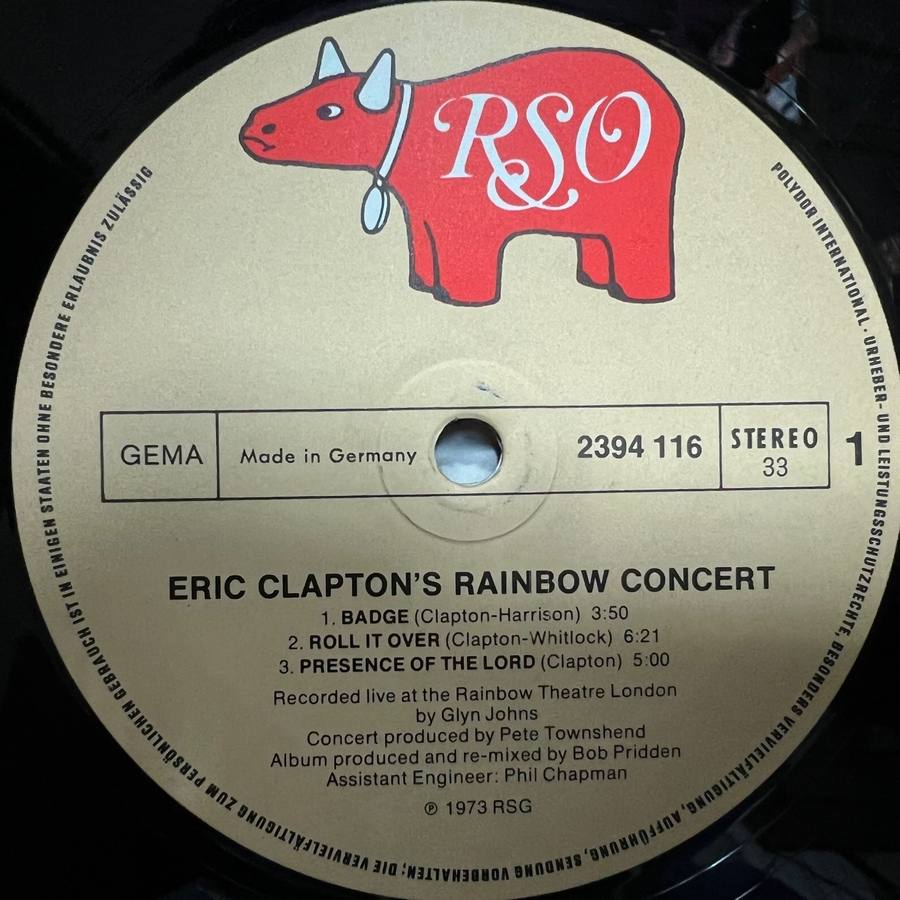 RSO
GEMA
Made in Germany
2394 116
STEREO
33
1
ERIC CLAPTON'S RAINBOW CONCERT
1. BADGE (Clapton-Harrison) 3:50
2. ROLL IT OVER (Clapton-Whitlock) 6:21
3. PRESENCE OF THE LORD (Clapton) 5:00
Recorded live at the Rainbow Theatre London
by Glyn Johns
Concert produced by Pete Townshend
Album produced and re-mixed by Bob Pridden
Assistant Engineer: Phil Chapman
℗ 1973 RSG
POLYDOR INTERNATIONAL · URHEBER- UND LEISTUNGSSCHUTZRECHTE, BESONDERS VERVIELFÄLTIGUNG, AUFFÜHRUNG, SENDUNG VORBEHALTEN; DIE VERVIELFÄLTIGUNG ZUM PERSÖNLICHEN GEBRAUCH IST IN EINIGEN STAATEN OHNE BESONDERE ERLAUBNIS ZULÄSSIG